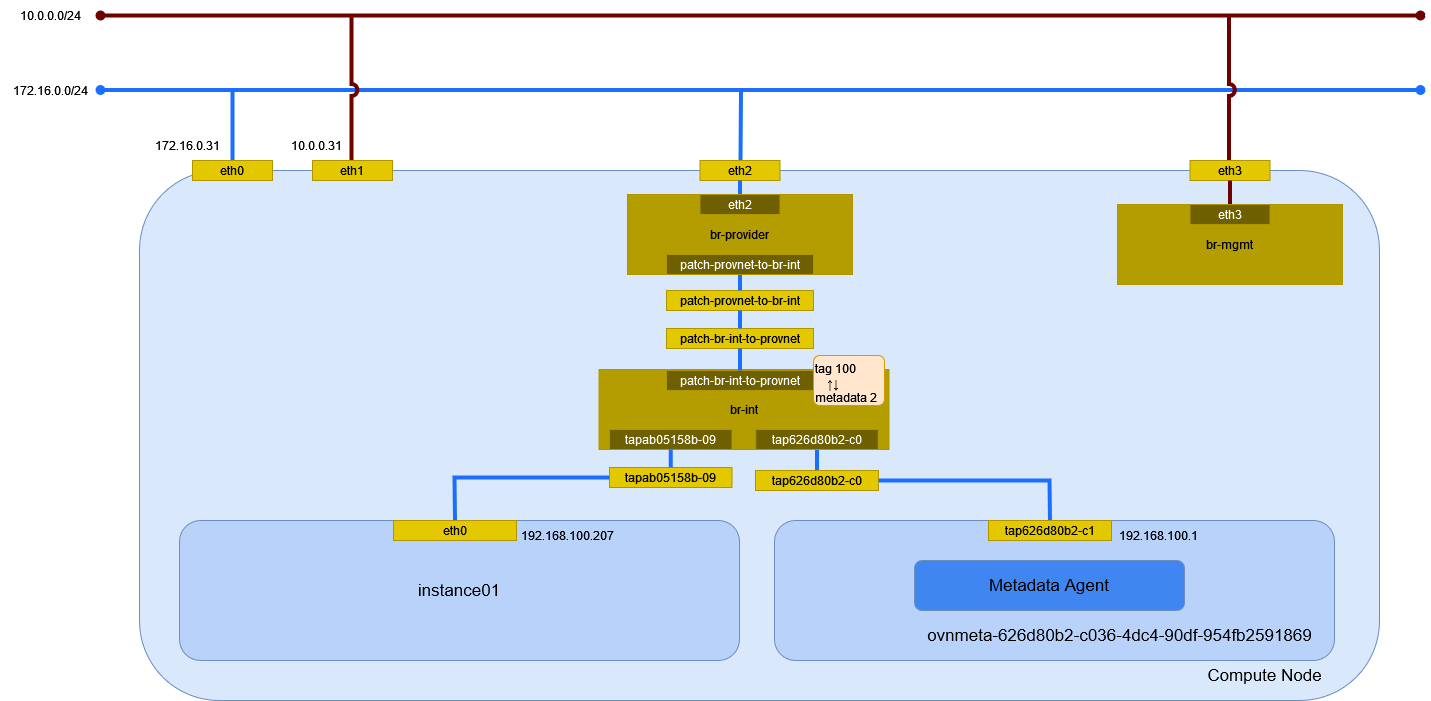 10.0.0.0/24
172.16.0.0/24
172.16.0.31
10.0.0.31
eth0
eth1
eth2
eth3
eth2
br-provider
patch-provnet-to-br-int
eth3
br-mgmt
patch-provnet-to-br-int
patch-br-int-to-provnet
patch-br-int-to-provnet
tag 100
↑↓
metadata 2
br-int
tapab05158b-09
tap626d80b2-c0
tapab05158b-09
tap626d80b2-c0
eth0
192.168.100.207
tap626d80b2-c1
192.168.100.1
instance01
Metadata Agent
ovnmeta-626d80b2-c036-4dc4-90df-954fb2591869
Compute Node